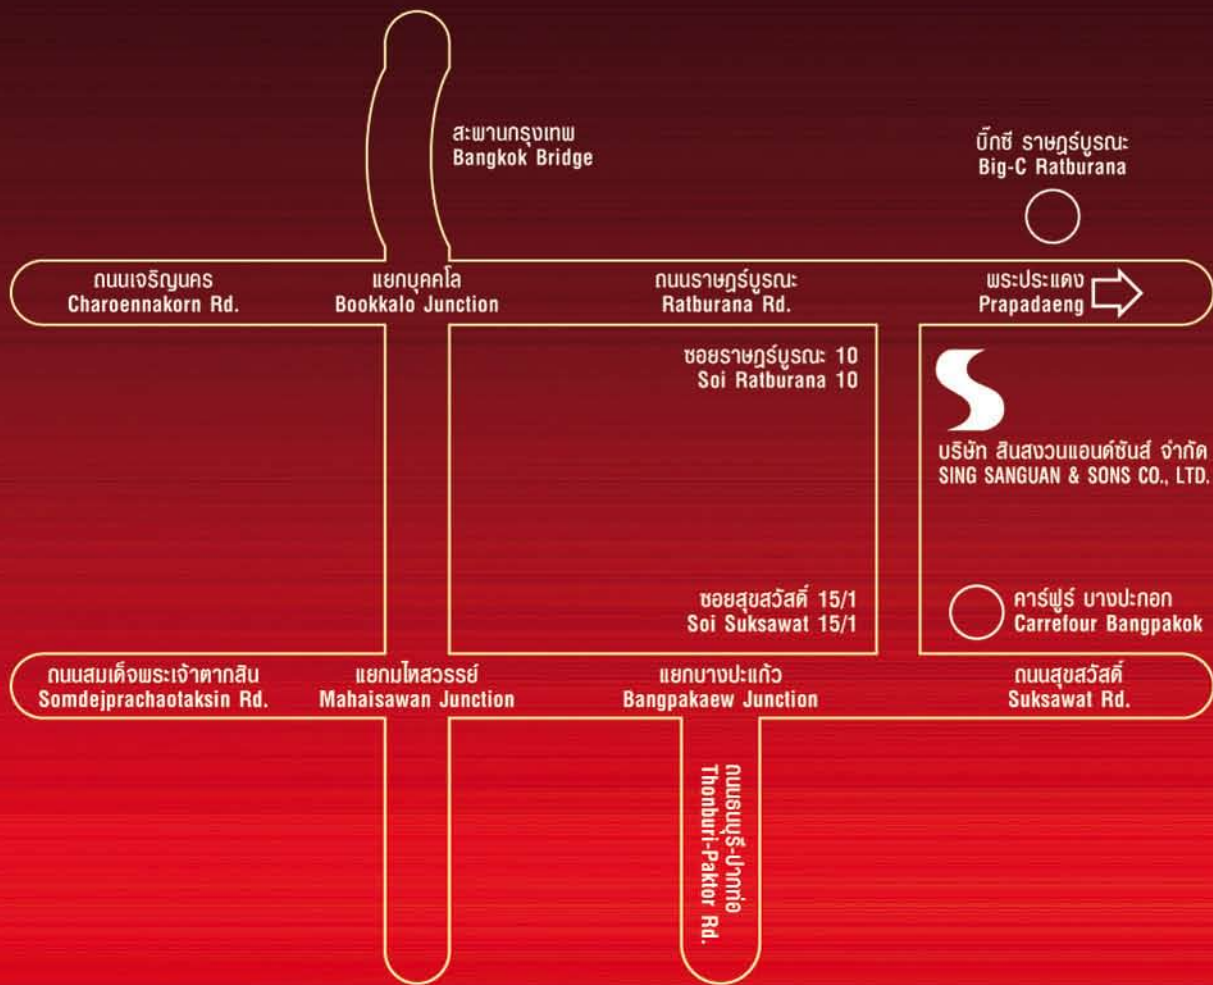 สะพานกรุงเทพ
Bangkok Bridge
บิ๊กซี ราษฎร์บูรณะ
Big-C Ratburana
ถนนเจริญนคร
Charoennakorn Rd.
แยกบุคคโล
Bookkalo Junction
ถนนราษฎร์บูรณะ
Ratburana Rd.
พระประแดง
Prapadaeng
ซอยราษฎร์บูรณะ 10
Soi Ratburana 10
บริษัท สินสงวนแอนด์ซันส์ จำกัด
SING SANGUAN & SONS CO., LTD.
ซอยสุขสวัสดิ์ 15/1
Soi Suksawat 15/1
คาร์ฟูร์ บางปะกอก
Carrefour Bangpakok
ถนนสมเด็จพระเจ้าตากสิน
Somdejprachaotaksin Rd.
แยกมไหสวรรย์
Mahaisawan Junction
แยกบางปะแก้ว
Bangpakaew Junction
ถนนสุขสวัสดิ์
Suksawat Rd.
ถนนธนบุรี-ปากท่อ
Thonburi-Paktor Rd.